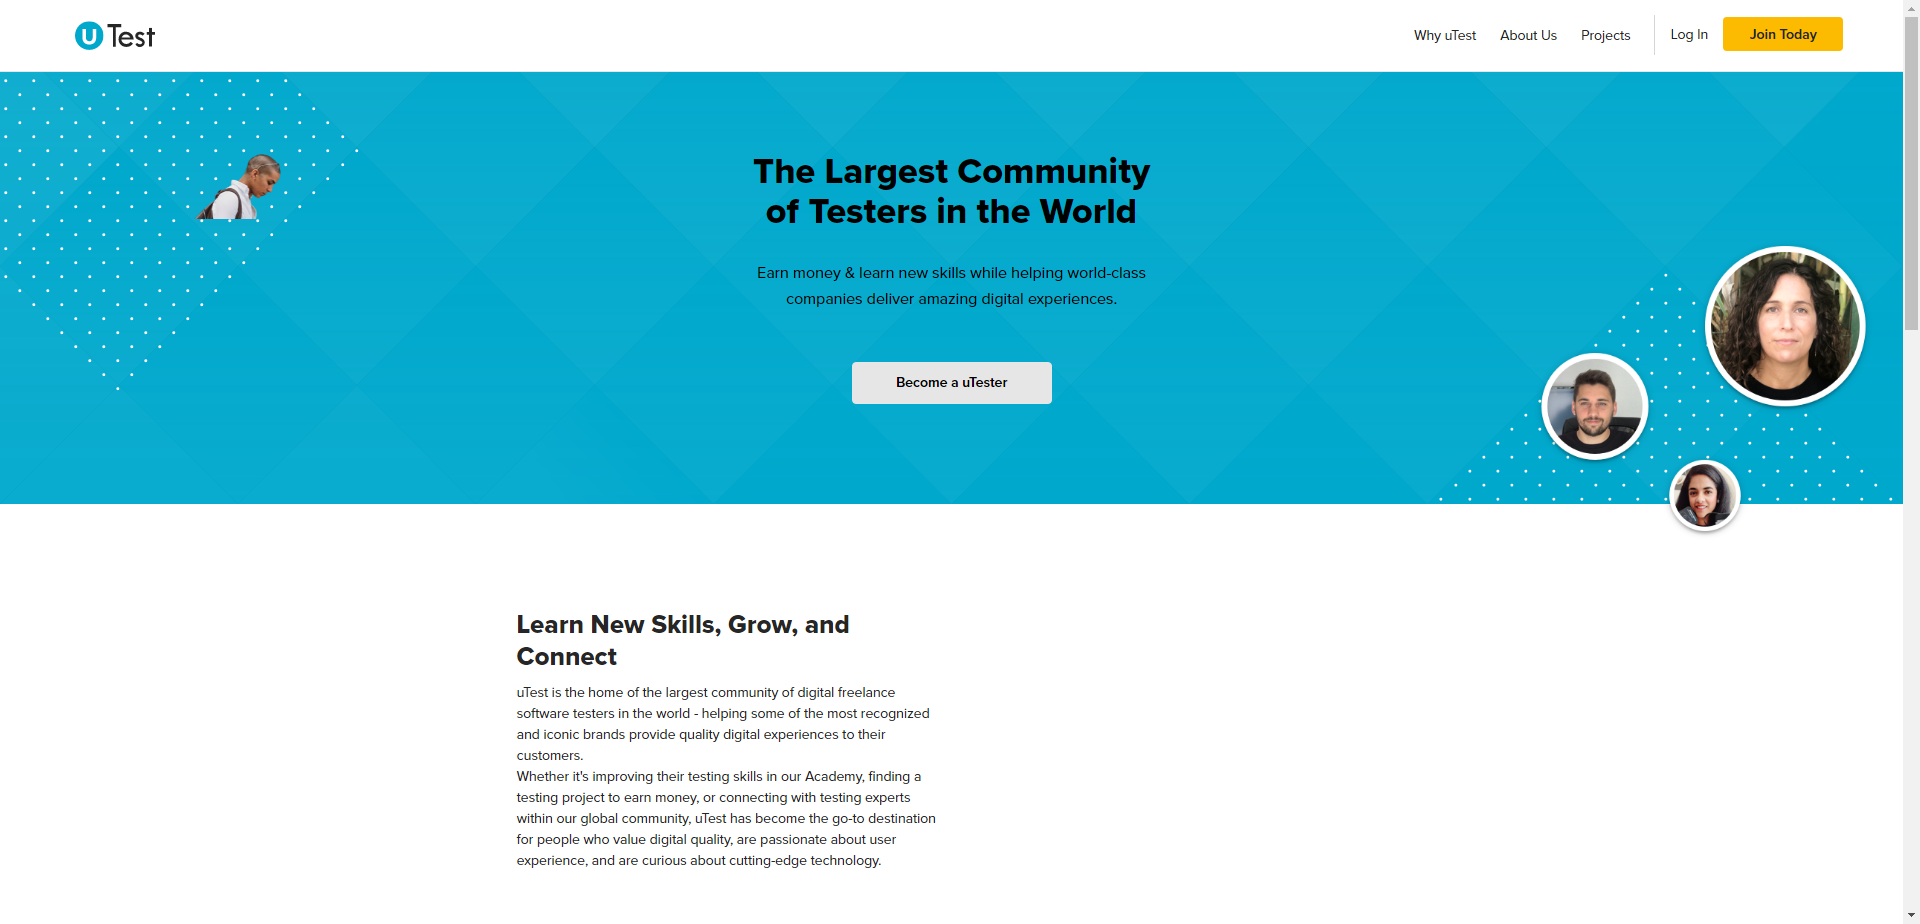 uTest
Why uTest
About Us
Projects
Log In
Join Today
The Largest Community
of Testers in the World
Earn money & learn new skills while helping world-class
companies deliver amazing digital experiences.
Become a uTester
Learn New Skills, Grow, and
Connect
uTest is the home of the largest community of digital freelance
software testers in the world - helping some of the most recognized
and iconic brands provide quality digital experiences to their
customers.
Whether it's improving their testing skills in our Academy, finding a
testing project to earn money, or connecting with testing experts
within our global community, uTest has become the go-to destination
for people who value digital quality, are passionate about user
experience, and are curious about cutting-edge technology.